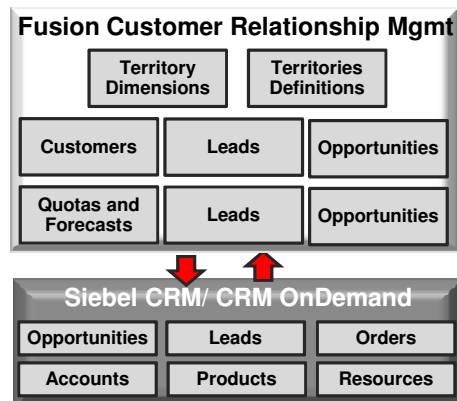 Fusion Customer Relationship Mgmt
Territory Territories
Dimensions Definitions
Customers Leads Opportunities
Quotas and
Forecasts Leads Opportunities
Siebel CRM/ CRM OnDemand
Opportunities Leads Orders
Accounts Products Resources